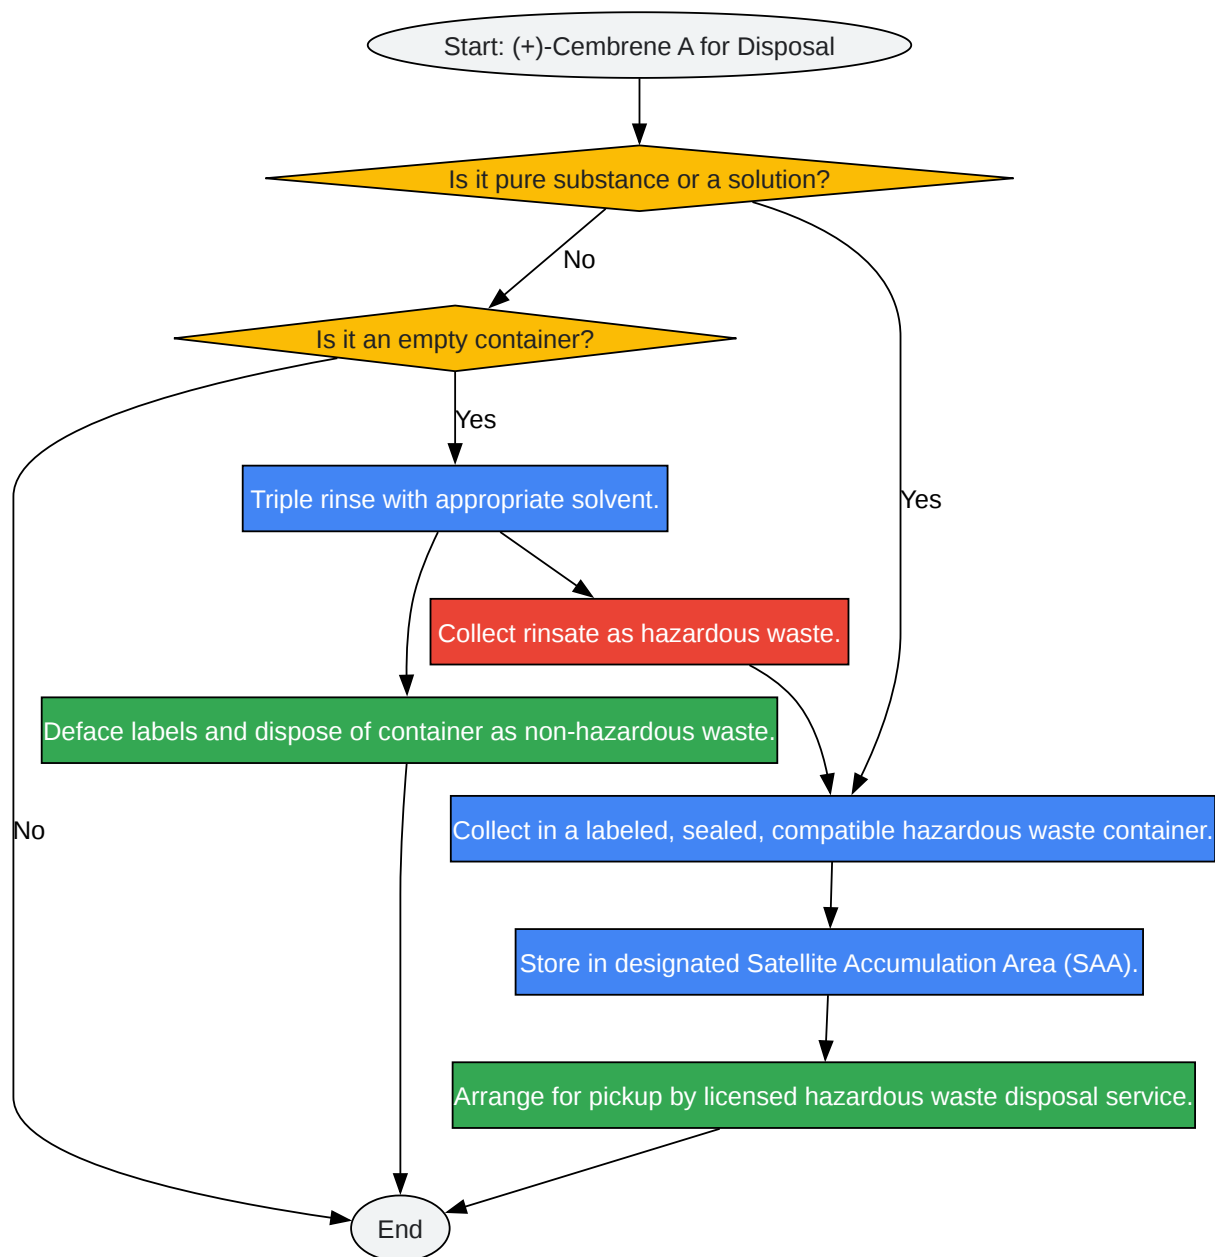 Start: (+)-Cembrene A for Disposal
Is it pure substance or a solution?
No
Is it an empty container?
Yes
Triple rinse with appropriate solvent.
Yes
Collect rinsate as hazardous waste.
Deface labels and dispose of container as non-hazardous waste.
No
Collect in a labeled, sealed, compatible hazardous waste container.
Store in designated Satellite Accumulation Area (SAA).
Arrange for pickup by licensed hazardous waste disposal service.
End